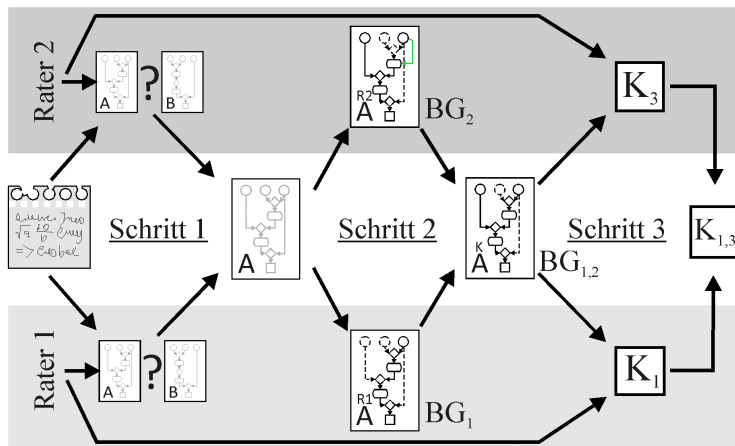 Rater 2
A
?
B
R2
A
BG2
K3
Schritt 1
A
Schritt 2
K
A
BG1,2
Schritt 3
K1,3
Rater 1
A
?
B
R1
A
BG1
K1